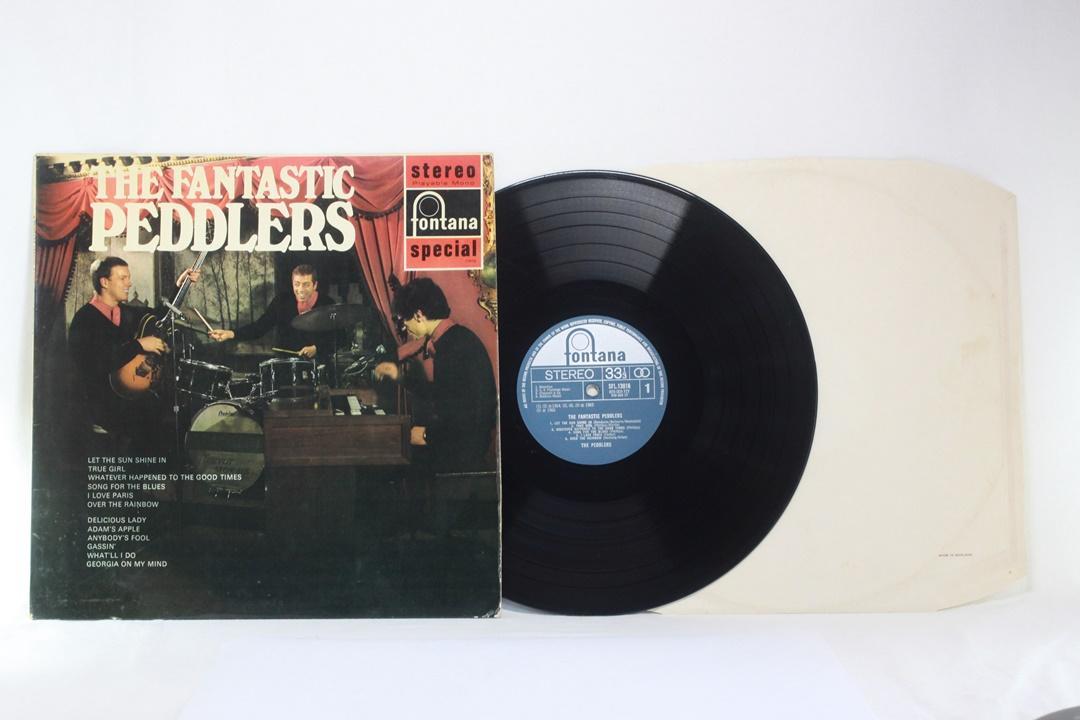 THE FANTASTIC
PEDDLERS
stereo
Playable Mono
fontana
special
LET THE SUN SHINE IN
TRUE GIRL
WHATEVER HAPPENED TO THE GOOD TIMES
SONG FOR THE BLUES
I LOVE PARIS
OVER THE RAINBOW
DELICIOUS LADY
ADAM'S APPLE
ANYBODY'S FOOL
GASSIN'
WHAT'LL I DO
GEORGIA ON MY MIND
fontana
STEREO 33⅓
SFL.13016
1
THE FANTASTIC PEDDLERS
THE PEDDLERS